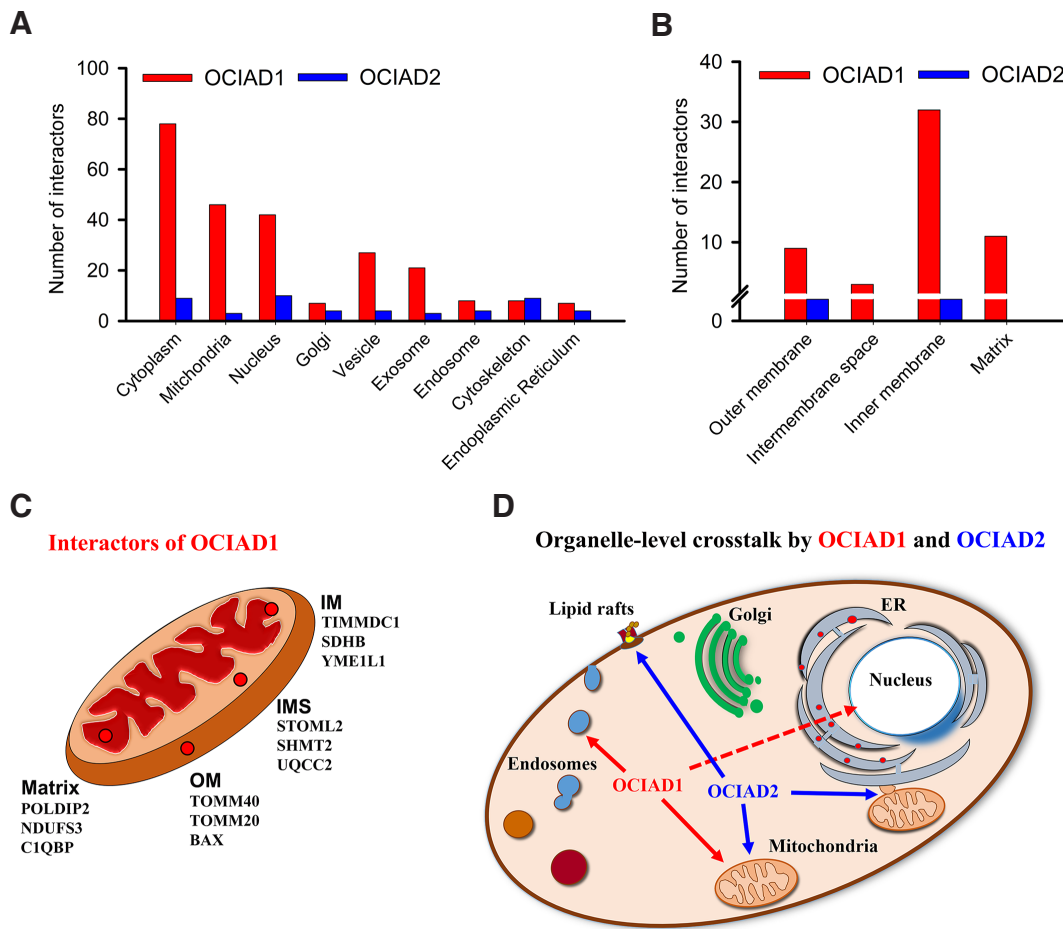 A
100
80
60
40
20
0
Number of interactors
OCIAD1
OCIAD2
Cytoplasm
Mitchondria
Nucleus
Golgi
Vesicle
Exosome
Endosome
Cytoskeleton
Endoplasmic Reticulum
B
40
30
20
10
0
Number of interactors
OCIAD1
OCIAD2
Outer membrane
Intermembrane space
Inner membrane
Matrix
C
Interactors of OCIAD1
IM
TIMMDC1
SDHB
YME1L1
IMS
STOML2
SHMT2
UQCC2
OM
TOMM40
TOMM20
BAX
Matrix
POLDIP2
NDUFS3
C1QBP
D
Organelle-level crosstalk by OCIAD1 and OCIAD2
Lipid rafts
Golgi
ER
Nucleus
Endosomes
OCIAD1
OCIAD2
Mitochondria